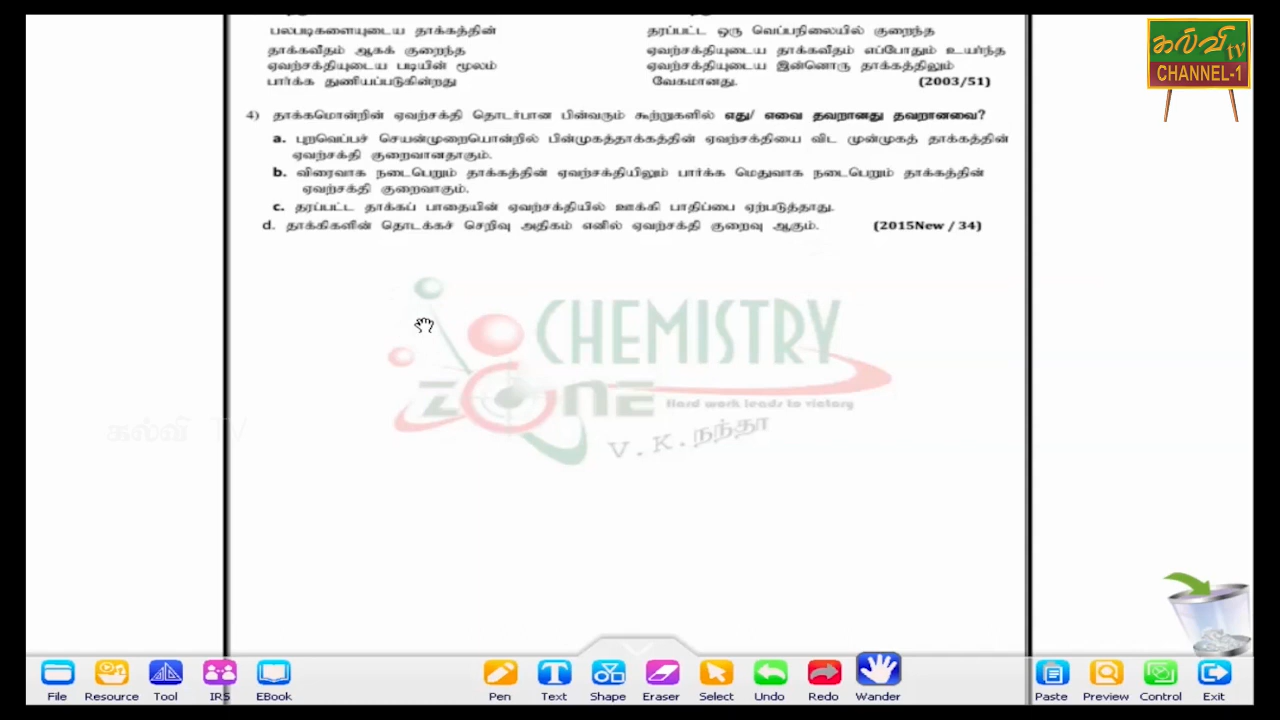 பலபடிகளையுடைய தாக்கத்தின்
தாக்கவீதம் ஆகக் குறைந்த
ஏவற்சக்தியுடைய படியின் மூலம்
பார்க்க துணியப்படுகின்றது
தரப்பட்ட ஒரு வெப்பநிலையில் குறைந்த
ஏவற்சக்தியுடைய தாக்கவீதம் எப்போதும் உயர்ந்த
ஏவற்சக்தியுடைய இன்னொரு தாக்கத்திலும்
வேகமானது. (2003/51)
4) தாக்கமொன்றின் ஏவற்சக்தி தொடர்பான பின்வரும் கூற்றுகளில் எது/ எவை தவறானது தவறானவை?
a. புறவெப்பச் செயன்முறையொன்றில் பின்முகத்தாக்கத்தின் ஏவற்சக்தியை விட முன்முகத் தாக்கத்தின்
ஏவற்சக்தி குறைவானதாகும்.
b. விரைவாக நடைபெறும் தாக்கத்தின் ஏவற்சக்தியிலும் பார்க்க மெதுவாக நடைபெறும் தாக்கத்தின்
ஏவற்சக்தி குறைவாகும்.
c. தரப்பட்ட தாக்கப் பாதையின் ஏவற்சக்தியில் ஊக்கி பாதிப்பை ஏற்படுத்தாது.
d. தாக்கிகளின் தொடக்கச் செறிவு அதிகம் எனில் ஏவற்சக்தி குறைவு ஆகும். (2015New / 34)
CHEMISTRY
ZONE
Hard work leads to victory
V.K.நந்தா
கல்வி TV
கல்வி TV
CHANNEL-1
File Resource Tool IRS EBook Pen Text Shape Eraser Select Undo Redo Wander Paste Preview Control Exit